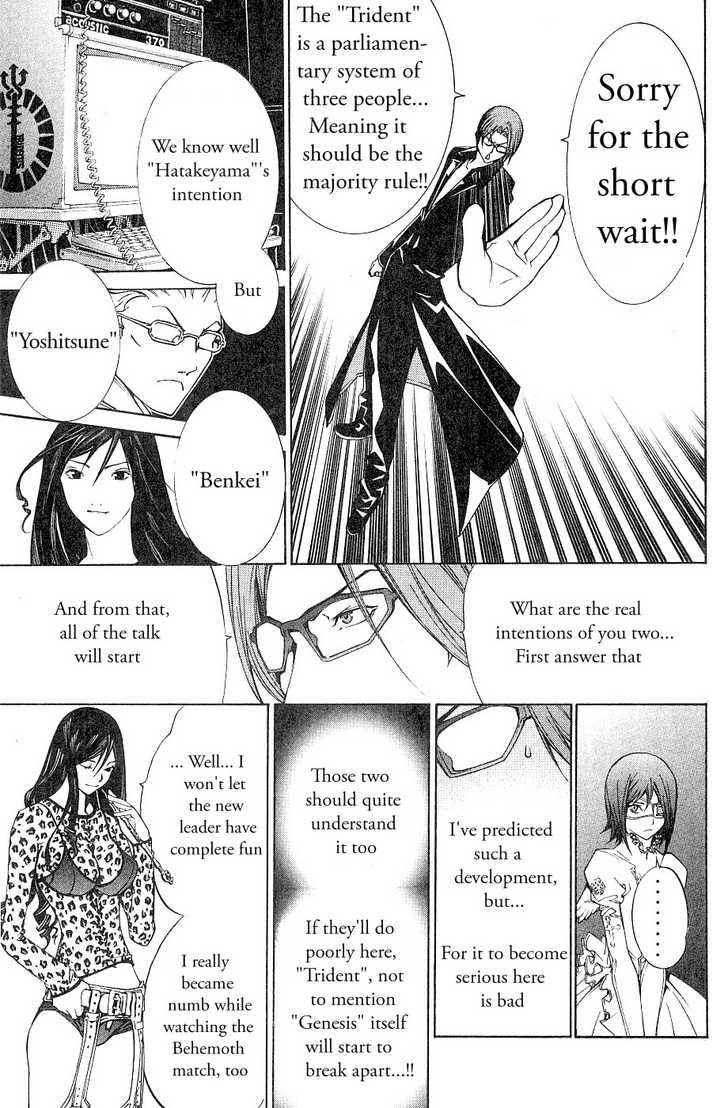 Sorry
for the
short
wait!!
The "Trident"
is a parliamen-
tary system of
three people...
Meaning it
should be the
majority rule!!
acoustic
370
We know well
"Hatakeyama"'s
intention
But
"Yoshitsune"
"Benkei"
What are the real
intentions of you two...
First answer that
And from that,
all of the talk
will start
......
I've predicted
such a
development,
but...
For it to become
serious here
is bad
Those two
should quite
understand
it too
If they'll do
poorly here,
"Trident", not
to mention
"Genesis" itself
will start to
break apart...!!
... Well... I
won't let
the new
leader have
complete fun
I really
became
numb while
watching the
Behemoth
match, too